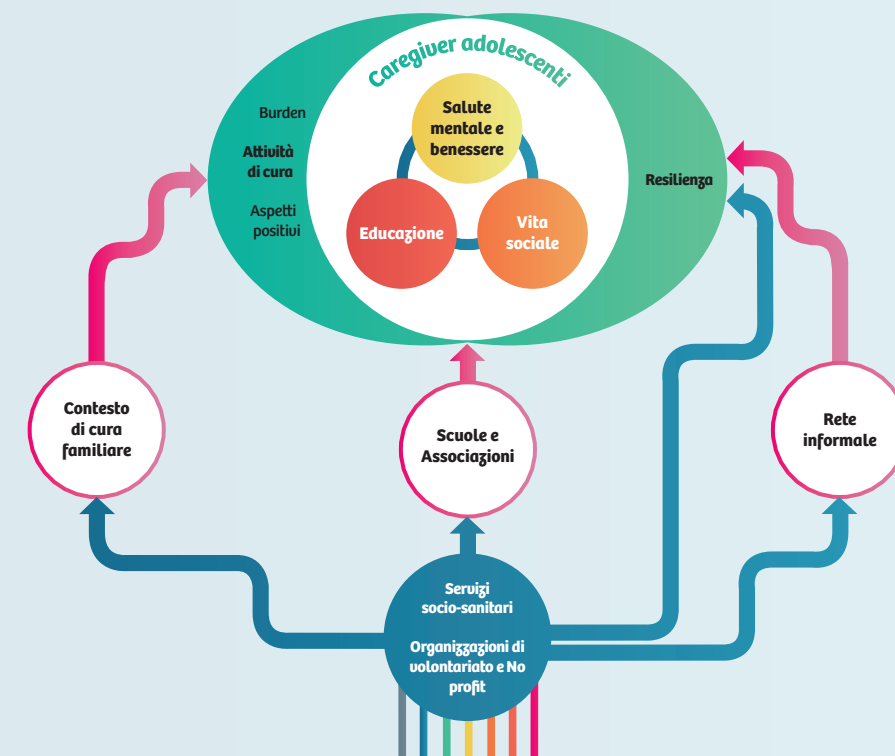 Caregiver adolescenti
Salute
mentale e
benessere
Educazione
Vita
sociale
Burden
Attività
di cura
Aspetti
positivi
Resilienza
Contesto
di cura
familiare
Scuole e
Associazioni
Rete
informale
Servizi
socio-sanitari
Organizzazioni di
volontariato e No
profit